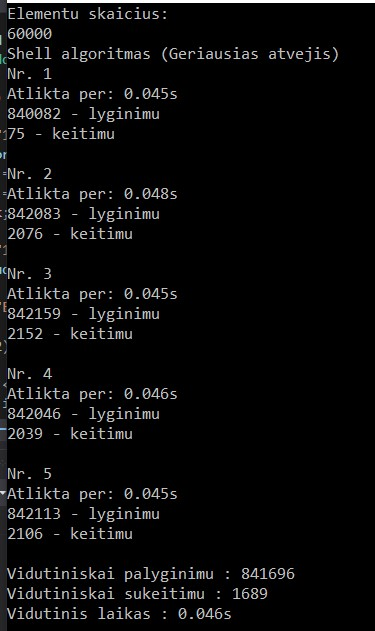 Elementu skaicius:
60000
Shell algoritmas (Geriausias atvejis)
Nr. 1
Atlikta per: 0.045s
840082 - lyginimu
75 - keitimu
Nr. 2
Atlikta per: 0.048s
842083 - lyginimu
2076 - keitimu
Nr. 3
Atlikta per: 0.045s
842159 - lyginimu
2152 - keitimu
Nr. 4
Atlikta per: 0.046s
842046 - lyginimu
2039 - keitimu
Nr. 5
Atlikta per: 0.045s
842113 - lyginimu
2106 - keitimu
Vidutiniskai palyginimu : 841696
Vidutiniskai sukeitimu : 1689
Vidutinis laikas : 0.046s